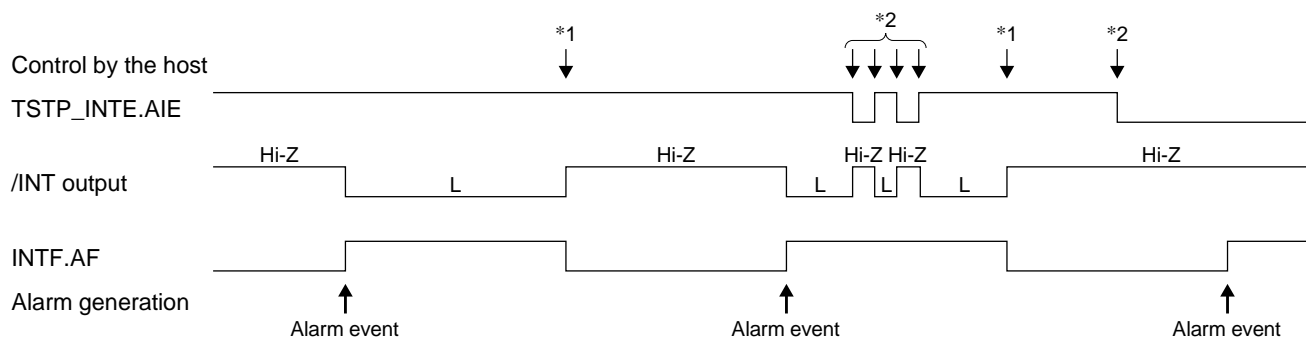 *1 *2 *1 *2
Control by the host
TSTP_INTE.AIE
Hi-Z Hi-Z Hi-Z Hi-Z Hi-Z
/INT output
L L L L
INTF.AF
Alarm generation
Alarm event Alarm event Alarm event